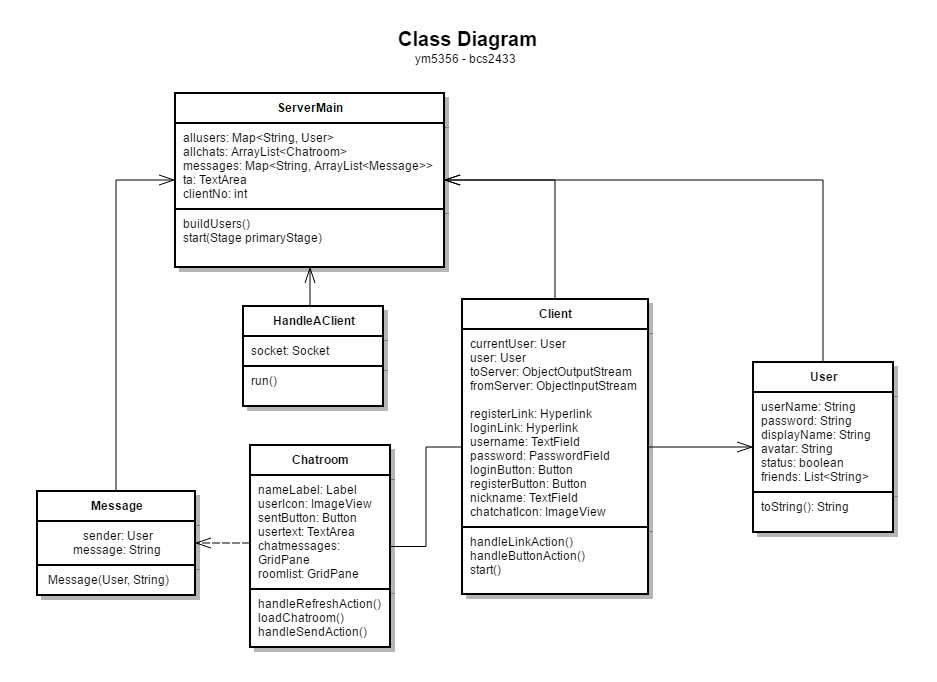 Class Diagram
ym5356 - bcs2433
ServerMain
allusers: Map<String, User>
allchats: ArrayList<Chatroom>
messages: Map<String, ArrayList<Message>>
ta: TextArea
clientNo: int
buildUsers()
start(Stage primaryStage)
HandleAClient
socket: Socket
run()
Client
currentUser: User
user: User
toServer: ObjectOutputStream
fromServer: ObjectInputStream
registerLink: Hyperlink
loginLink: Hyperlink
username: TextField
password: PasswordField
loginButton: Button
registerButton: Button
nickname: TextField
chatchatIcon: ImageView
handleLinkAction()
handleButtonAction()
start()
User
userName: String
password: String
displayName: String
avatar: String
status: boolean
friends: List<String>
toString(): String
Chatroom
nameLabel: Label
userIcon: ImageView
sentButton: Button
usertext: TextArea
chatmessages:
GridPane
roomlist: GridPane
handleRefreshAction()
loadChatroom()
handleSendAction()
Message
sender: User
message: String
Message(User, String)